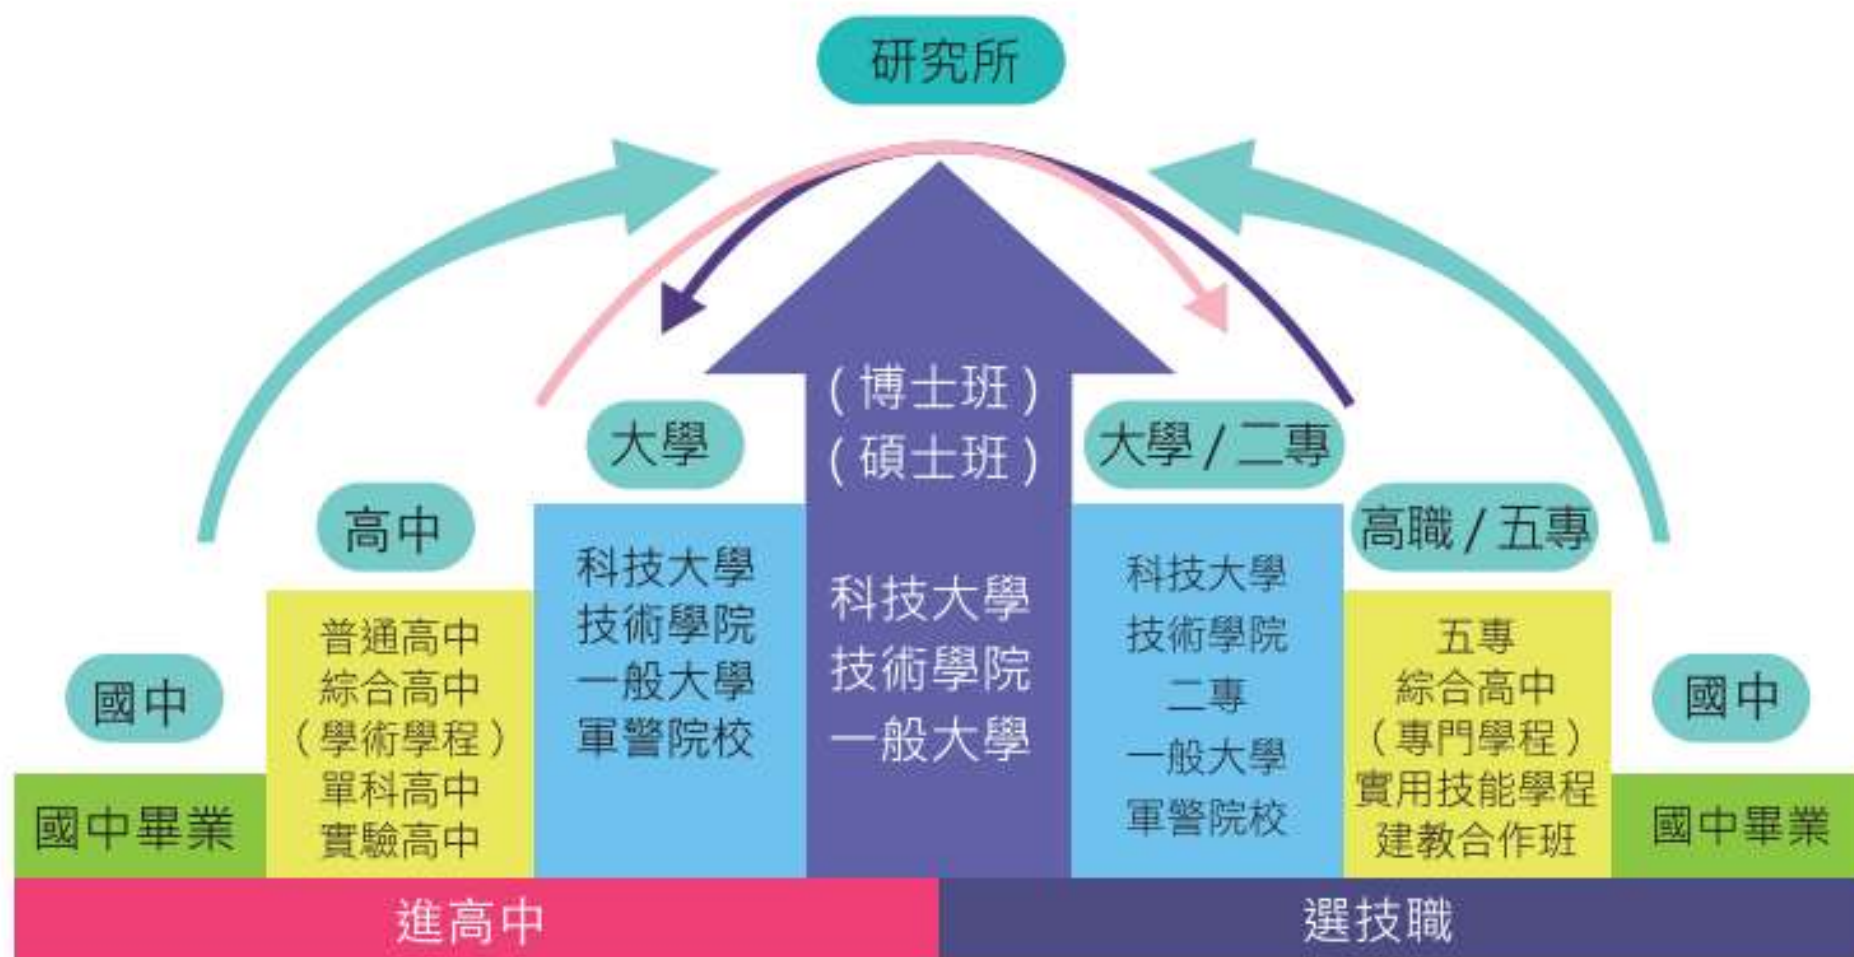 研究所
國中
國中畢業
高中
普通高中
綜合高中
(學術學程)
單科高中
實驗高中
大學
科技大學
技術學院
一般大學
軍警院校
(博士班)
(碩士班)
科技大學
技術學院
一般大學
大學/二專
科技大學
技術學院
二專
一般大學
軍警院校
高職/五專
五專
綜合高中
(專門學程)
實用技能學程
建教合作班
國中
國中畢業
進高中
選技職